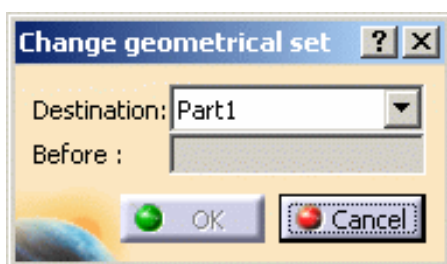 Change geometrical set ? X
Destination: Part1
Before :
OK Cancel